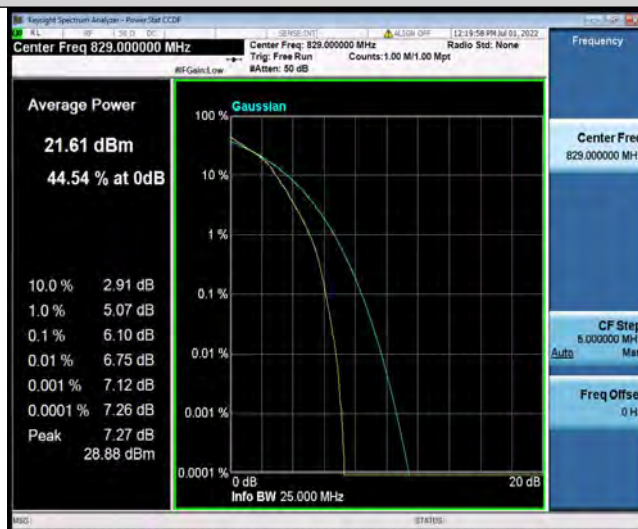 Keysight Spectrum Analyzer - Power Stat CCDF
RL RF 50 Ω DC SENSE:INT ALIGN OFF 12:19:58 PM Jul 01, 2022
Center Freq 829.000000 MHz
Center Freq: 829.000000 MHz Radio Std: None
Trig: Free Run Counts:1.00 M/1.00 Mpt
#IFGain:Low #Atten: 50 dB
Frequency
Average Power
21.61 dBm
44.54 % at 0dB
10.0 % 2.91 dB
1.0 % 5.07 dB
0.1 % 6.10 dB
0.01 % 6.75 dB
0.001 % 7.12 dB
0.0001 % 7.26 dB
Peak 7.27 dB
28.88 dBm
Gaussian
100 %
10 %
1 %
0.1 %
0.01 %
0.001 %
0.0001 %
0 dB 20 dB
Info BW 25.000 MHz
Center Freq
829.000000 MH
CF Step
5.000000 MH
Auto Ma
Freq Offse
0 H
MSG STATUS